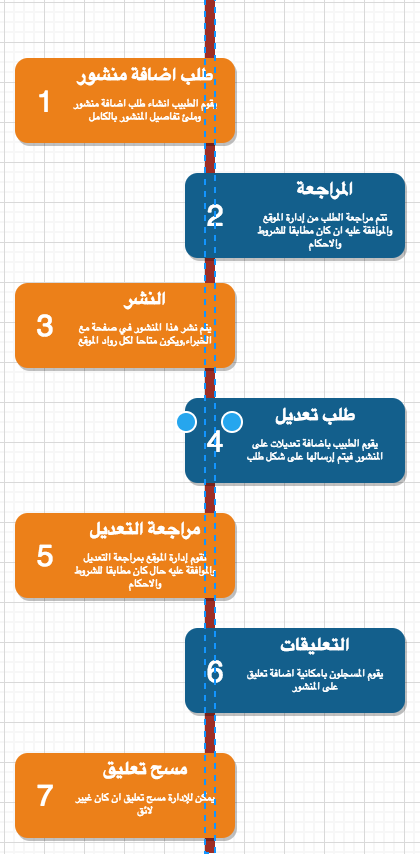 طلب اضافة منشور
1
يقوم الطبيب انشاء طلب اضافة منشور
وملئ تفاصيل المنشور بالكامل
المراجعة
2
تتم مراجعة الطلب من إدارة الموقع
والموافقة عليه ان كان مطابقا للشروط
والاحكام
النشر
3
يتم نشر هذا المنشور في صفحة مع
الخبراء,ويكون متاحا لكل رواد الموقع
طلب تعديل
4
يقوم الطبيب باضافة تعديلات على
المنشور فيتم إرسالها على شكل طلب
مراجعة التعديل
5
تقوم إدارة الموقع بمراجعة التعديل
والموافقة عليه حال كان مطابقا للشروط
والاحكام
التعليقات
6
يقوم المسجلون بامكانية اضافة تعليق
على المنشور
مسح تعليق
7
يمكن للإدارة مسح تعليق ان كان غيير
لائق